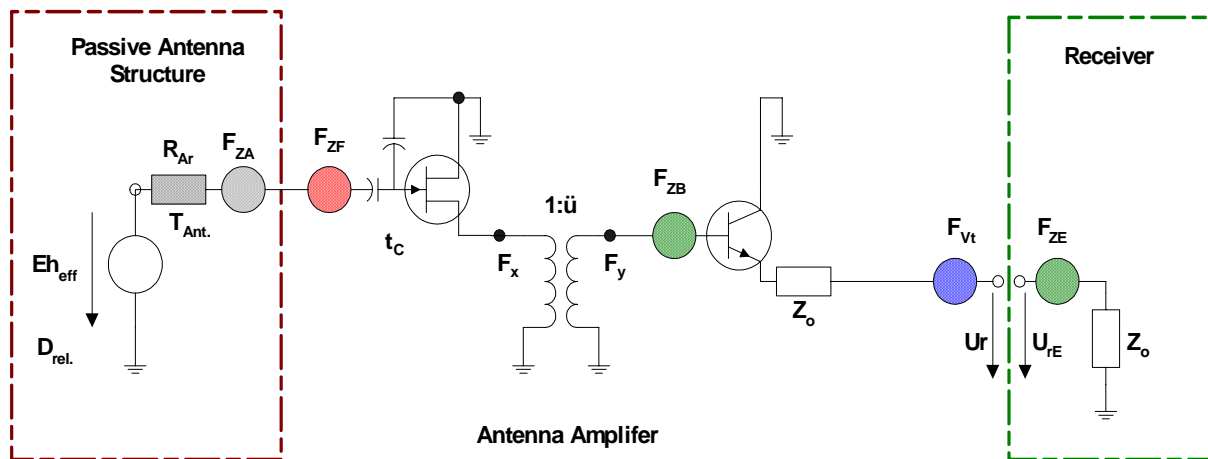 Passive Antenna
Structure
Receiver
R_Ar
F_ZA
F_ZF
T_Ant.
Eh_eff
D_rel.
t_C
1:ü
F_x
F_y
F_ZB
Z_o
F_Vt
F_ZE
Ur
U_rE
Z_o
Antenna Amplifer